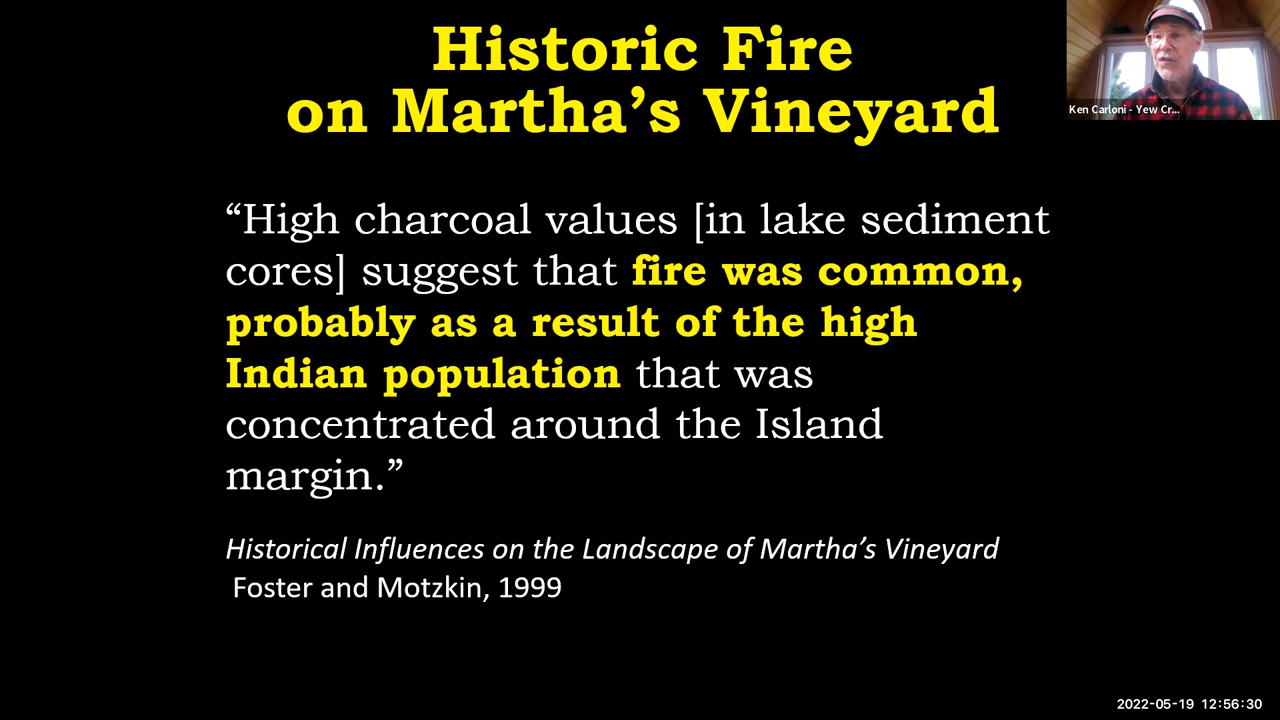 Historic Fire
on Martha’s Vineyard
Ken Carloni - Yew Cr...
“High charcoal values [in lake sediment
cores] suggest that fire was common,
probably as a result of the high
Indian population that was
concentrated around the Island
margin.”
Historical Influences on the Landscape of Martha’s Vineyard
Foster and Motzkin, 1999
2022-05-19 12:56:30